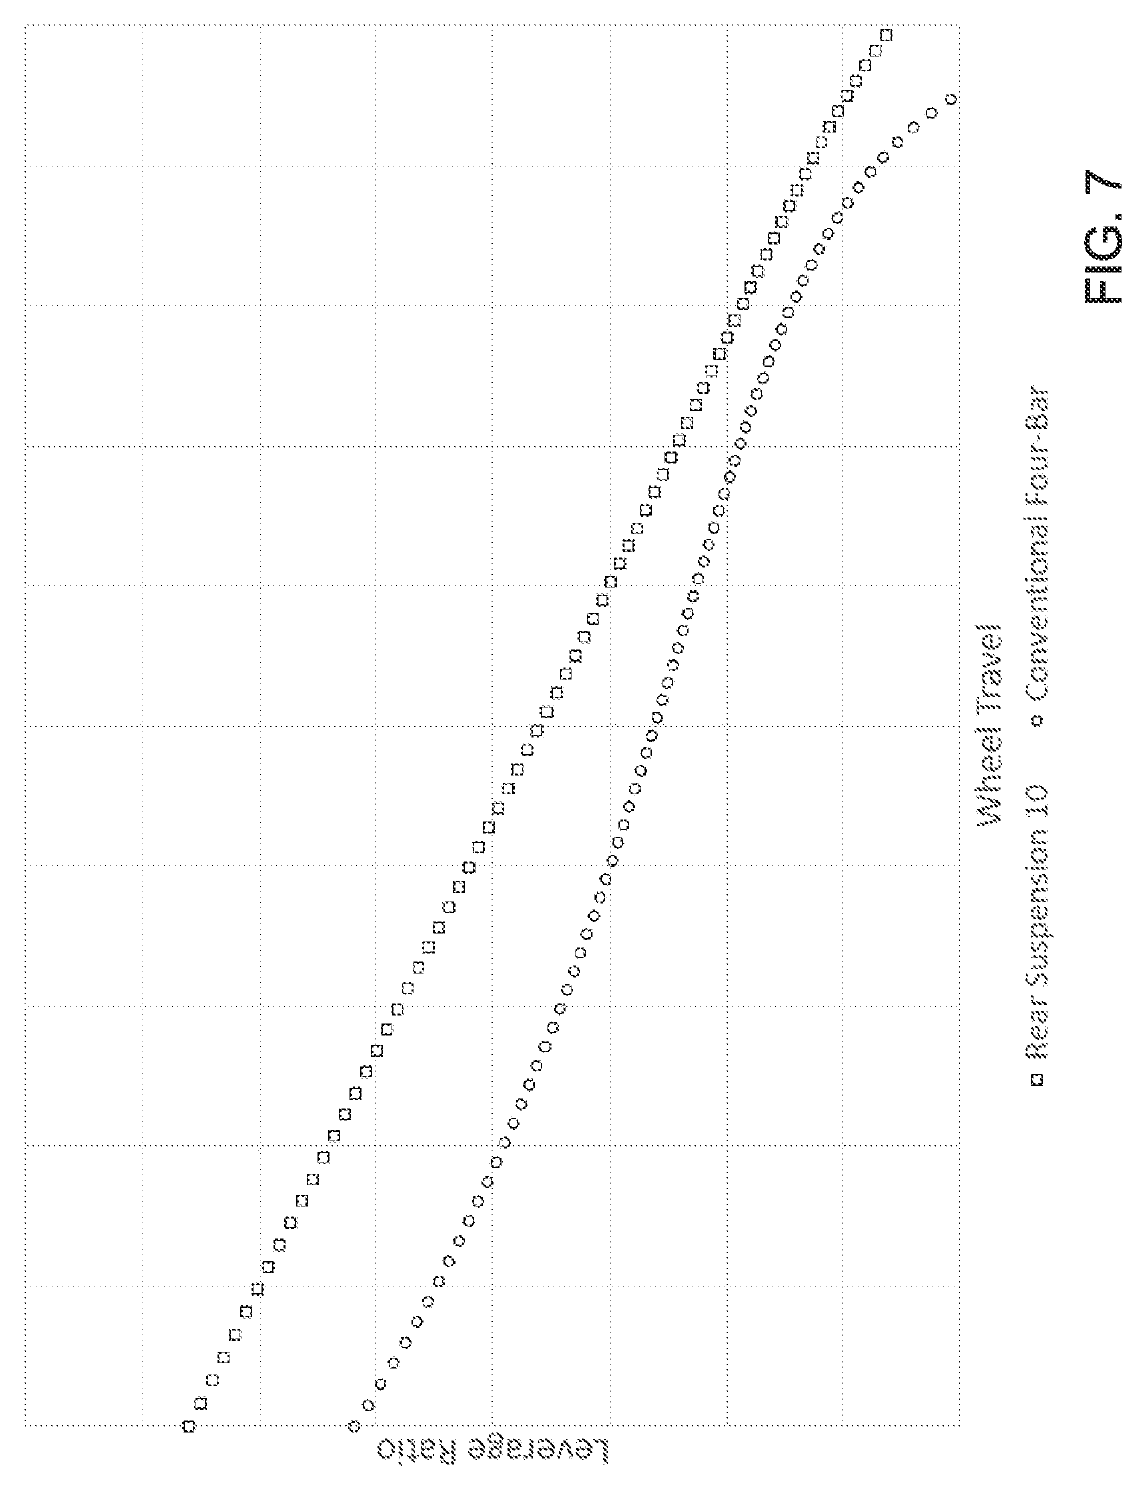 Leverage Ratio
Wheel Travel
Rear Suspension 10
Conventional Four-Bar
FIG. 7